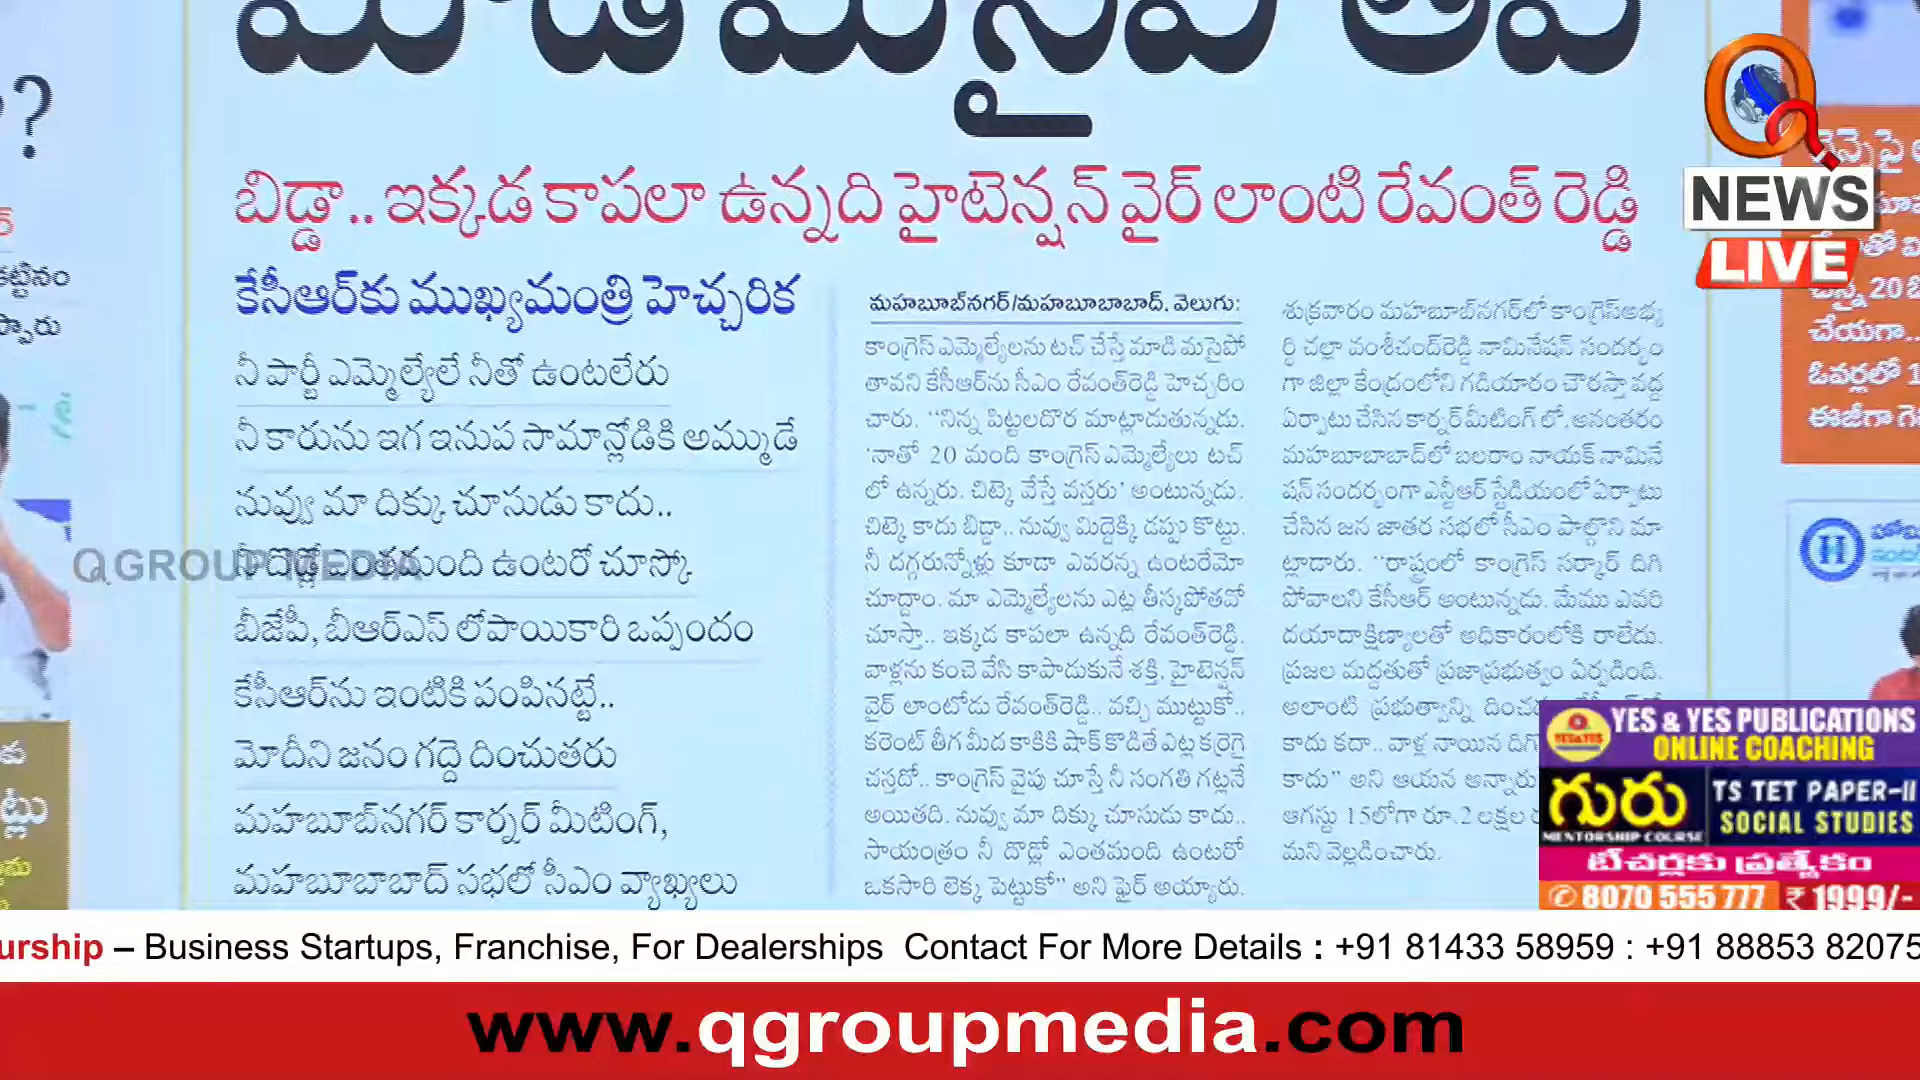 మాడి మసైపోతవ్
బిడ్డా.. ఇక్కడ కాపలా ఉన్నది హైటెన్షన్ వైర్ లాంటి రేవంత్ రెడ్డి
కేసీఆర్‌కు ముఖ్యమంత్రి హెచ్చరిక
నీ పార్టీ ఎమ్మెల్యేలే నీతో ఉంటలేరు
నీ కారును ఇగ ఇనుప సామాన్లోడికి అమ్ముడే
నువ్వు మా దిక్కు చూసుడు కాదు..
నీ దొడ్లో ఎంతమంది ఉంటరో చూస్కో
బీజేపీ, బీఆర్ఎస్ లోపాయికారి ఒప్పందం
కేసీఆర్‌ను ఇంటికి పంపినట్టే..
మోదీని జనం గద్దె దించుతరు
మహబూబ్‌నగర్ కార్నర్ మీటింగ్,
మహబూబాబాద్ సభలో సీఎం వ్యాఖ్యలు
మహబూబ్‌నగర్/మహబూబాబాద్, వెలుగు:
కాంగ్రెస్ ఎమ్మెల్యేలను టచ్ చేస్తే మాడి మసైపో
తావని కేసీఆర్‌ను సీఎం రేవంత్‌రెడ్డి హెచ్చరిం
చారు. ‘‘నిన్న పిట్టలదొర మాట్లాడుతున్నడు.
‘నాతో 20 మంది కాంగ్రెస్ ఎమ్మెల్యేలు టచ్
లో ఉన్నరు. చిట్కె వేస్తే వస్తరు’ అంటున్నడు.
చిట్కె కాదు బిడ్డా.. నువ్వు మిద్దెక్కి డప్పు కొట్టు.
నీ దగ్గరున్నోళ్లు కూడా ఎవరన్న ఉంటరేమో
చూద్దాం. మా ఎమ్మెల్యేలను ఎట్ల తీస్కపోతవో
చూస్తా.. ఇక్కడ కాపలా ఉన్నది రేవంత్‌రెడ్డి.
వాళ్లను కంచె వేసి కాపాడుకునే శక్తి, హైటెన్షన్
వైర్ లాంటోడు రేవంత్‌రెడ్డి.. వచ్చి ముట్టుకో..
కరెంట్ తీగ మీద కాకికి షాక్ కొడితే ఎట్ల కర్రెగై
చస్తదో.. కాంగ్రెస్ వైపు చూస్తే నీ సంగతి గట్లనే
అయితది. నువ్వు మా దిక్కు చూసుడు కాదు..
సాయంత్రం నీ దొడ్లో ఎంతమంది ఉంటరో
ఒకసారి లెక్క పెట్టుకో’’ అని ఫైర్ అయ్యారు.
శుక్రవారం మహబూబ్‌నగర్‌లో కాంగ్రెస్ అభ్య
ర్థి చల్లా వంశీచంద్‌రెడ్డి నామినేషన్ సందర్భం
గా జిల్లా కేంద్రంలోని గడియారం చౌరస్తా వద్ద
ఏర్పాటు చేసిన కార్నర్ మీటింగ్ లో, అనంతరం
మహబూబాబాద్‌లో బలరాం నాయక్ నామినే
షన్ సందర్భంగా ఎన్టీఆర్ స్టేడియంలో ఏర్పాటు
చేసిన జన జాతర సభలో సీఎం పాల్గొని మా
ట్లాడారు. ‘‘రాష్ట్రంలో కాంగ్రెస్ సర్కార్ దిగి
పోవాలని కేసీఆర్ అంటున్నడు. మేము ఎవరి
దయాదాక్షిణ్యాలతో అధికారంలోకి రాలేదు.
ప్రజల మద్దతుతో ప్రజాప్రభుత్వం ఏర్పడింది.
అలాంటి ప్రభుత్వాన్ని
కాదు కదా.. వాళ్ల నాయిన
కాదు’’ అని ఆయన అన్నారు
ఆగస్టు 15లోగా రూ.2 లక్షల
మని వెల్లడించారు.
Q GROUP MEDIA
NEWS
LIVE
చేయగా..
ఓవర్లలో
ఈజీగా
YES & YES PUBLICATIONS
ONLINE COACHING
గురు
MENTORSHIP COURSE
TS TET PAPER-II
SOCIAL STUDIES
టీచర్లకు ప్రత్యేకం
8070 555 777 ₹ 1999/-
urship – Business Startups, Franchise, For Dealerships Contact For More Details : +91 81433 58959 : +91 88853 82075
www.qgroupmedia.com